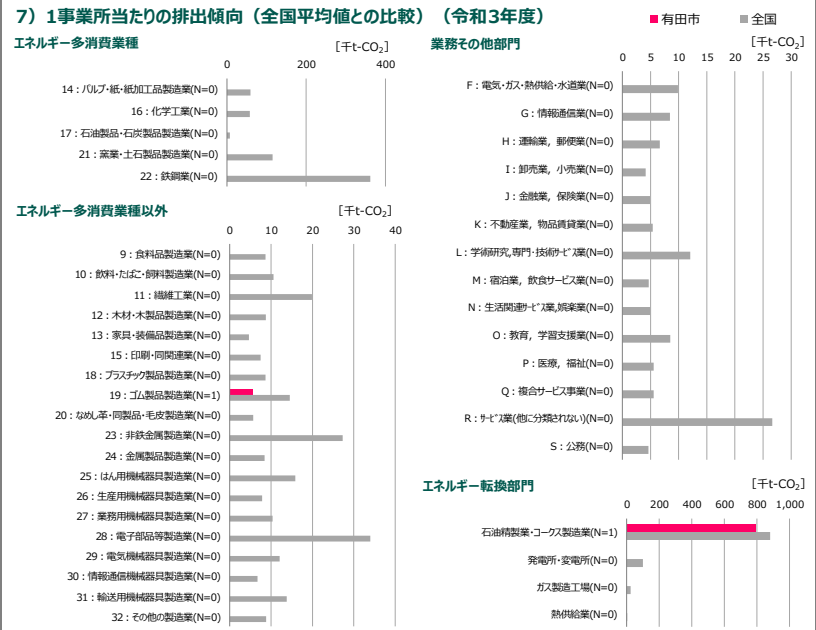 7）1事業所当たりの排出傾向（全国平均値との比較）（令和3年度）
有田市 全国
エネルギー多消費業種
[千t-CO₂]
0 200 400
14：パルプ・紙・紙加工品製造業(N=0)
16：化学工業(N=0)
17：石油製品・石炭製品製造業(N=0)
21：窯業・土石製品製造業(N=0)
22：鉄鋼業(N=0)
エネルギー多消費業種以外
[千t-CO₂]
0 10 20 30 40
9：食料品製造業(N=0)
10：飲料・たばこ・飼料製造業(N=0)
11：繊維工業(N=0)
12：木材・木製品製造業(N=0)
13：家具・装備品製造業(N=0)
15：印刷・同関連業(N=0)
18：プラスチック製品製造業(N=0)
19：ゴム製品製造業(N=1)
20：なめし革・同製品・毛皮製造業(N=0)
23：非鉄金属製造業(N=0)
24：金属製品製造業(N=0)
25：はん用機械器具製造業(N=0)
26：生産用機械器具製造業(N=0)
27：業務用機械器具製造業(N=0)
28：電子部品等製造業(N=0)
29：電気機械器具製造業(N=0)
30：情報通信機械器具製造業(N=0)
31：輸送用機械器具製造業(N=0)
32：その他の製造業(N=0)
業務その他部門
[千t-CO₂]
0 5 10 15 20 25 30
F：電気・ガス・熱供給・水道業(N=0)
G：情報通信業(N=0)
H：運輸業，郵便業(N=0)
I：卸売業，小売業(N=0)
J：金融業，保険業(N=0)
K：不動産業，物品賃貸業(N=0)
L：学術研究,専門・技術ｻｰﾋﾞｽ業(N=0)
M：宿泊業，飲食サービス業(N=0)
N：生活関連ｻｰﾋﾞｽ業,娯楽業(N=0)
O：教育，学習支援業(N=0)
P：医療，福祉(N=0)
Q：複合サービス事業(N=0)
R：ｻｰﾋﾞｽ業(他に分類されない)(N=0)
S：公務(N=0)
エネルギー転換部門
[千t-CO₂]
0 200 400 600 800 1,000
石油精製業・コークス製造業(N=1)
発電所・変電所(N=0)
ガス製造工場(N=0)
熱供給業(N=0)